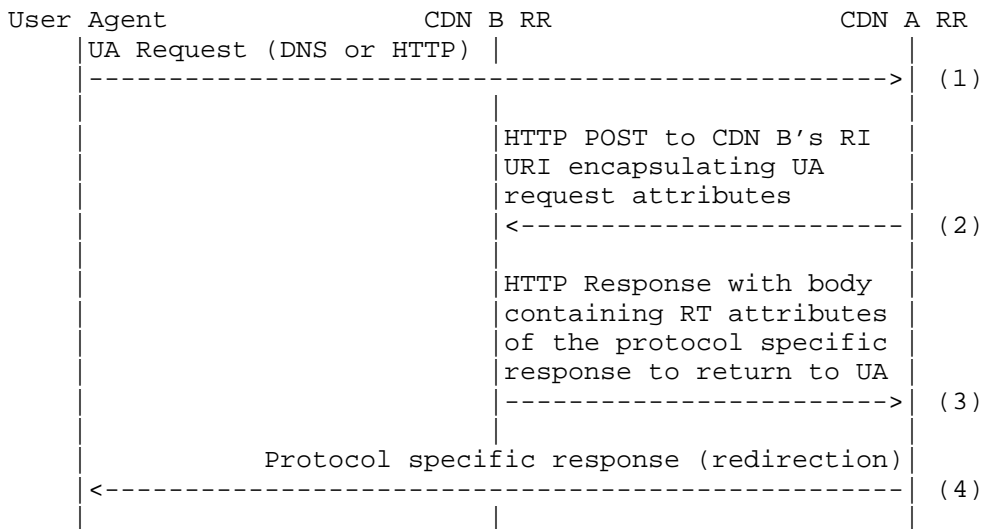 User Agent CDN B RR CDN A RR
UA Request (DNS or HTTP)
(1)
HTTP POST to CDN B's RI
URI encapsulating UA
request attributes
(2)
HTTP Response with body
containing RT attributes
of the protocol specific
response to return to UA
(3)
Protocol specific response (redirection)
(4)